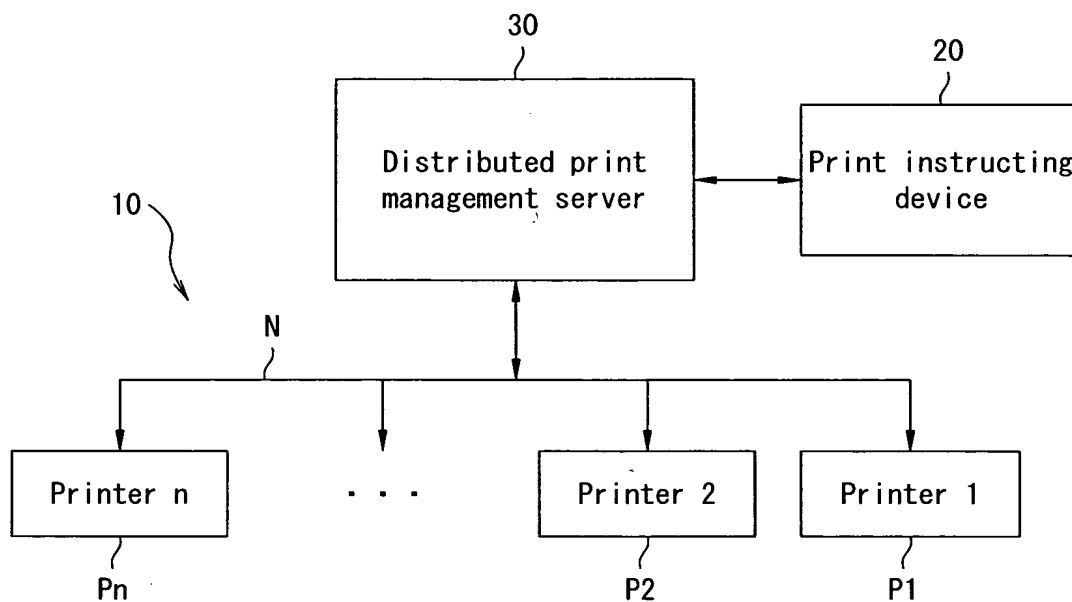 30
20
Distributed print
management server
Print instructing
device
10
N
Printer n
. . .
Printer 2
Printer 1
Pn
P2
P1